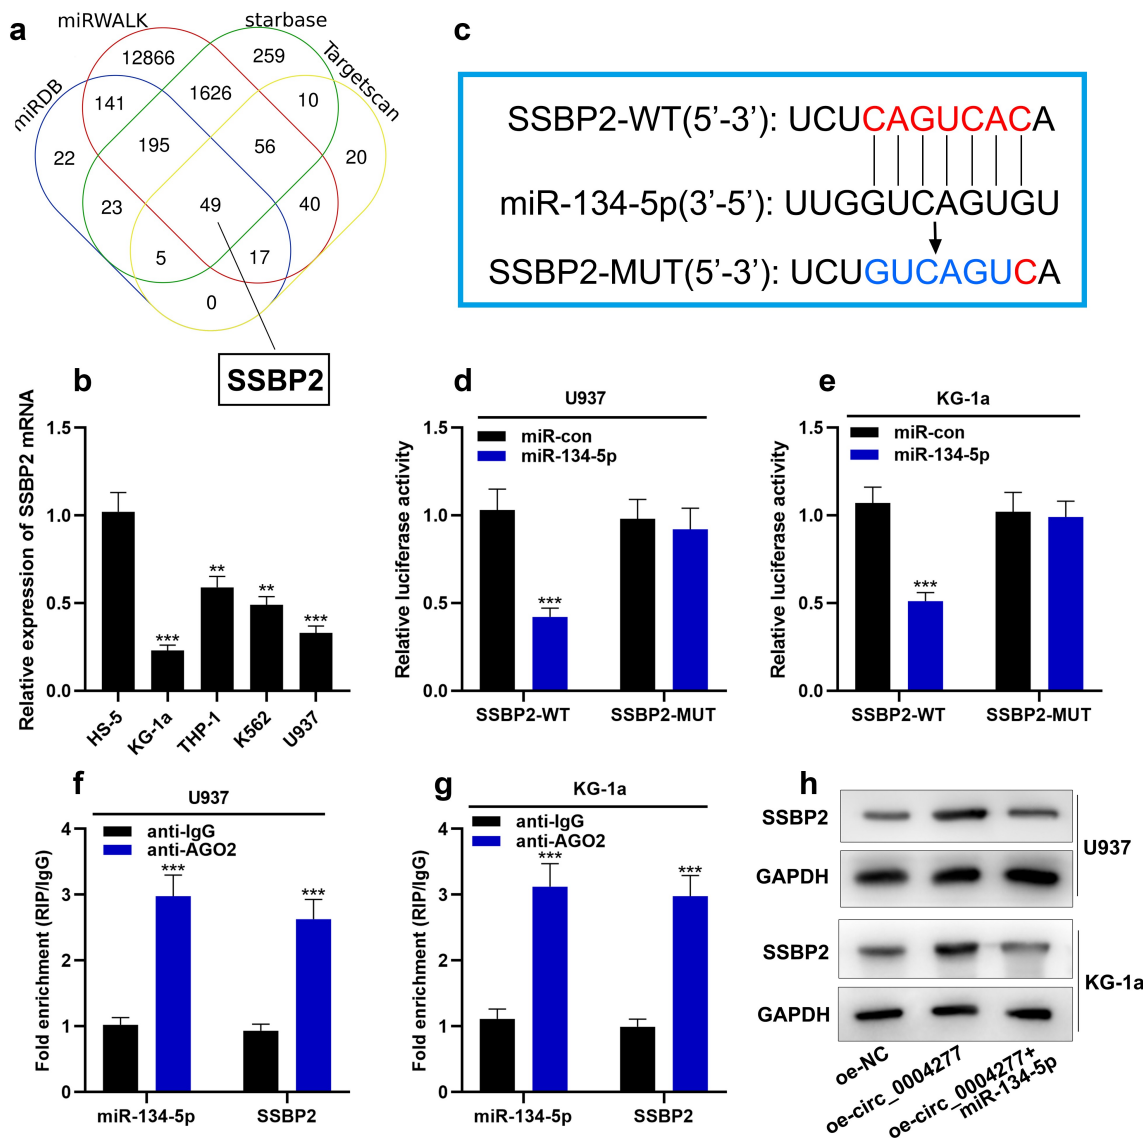 a
miRWALK
starbase
miRDB
Targetscan
12866
259
141
1626
10
22
195
56
20
23
49
40
5
17
0
SSBP2
c
SSBP2-WT(5’-3’): UCUCAGUCACA
miR-134-5p(3’-5’): UUGGUCAGUGU
SSBP2-MUT(5’-3’): UCUGUCAGUCA
b
Relative expression of SSBP2 mRNA
1.5
1.0
0.5
0.0
***
**
**
***
HS-5
KG-1a
THP-1
K562
U937
d
U937
miR-con
miR-134-5p
Relative luciferase activity
1.5
1.0
0.5
0.0
***
SSBP2-WT
SSBP2-MUT
e
KG-1a
miR-con
miR-134-5p
Relative luciferase activity
1.5
1.0
0.5
0.0
***
SSBP2-WT
SSBP2-MUT
f
U937
anti-IgG
anti-AGO2
Fold enrichment (RIP/IgG)
4
3
2
1
0
***
***
miR-134-5p
SSBP2
g
KG-1a
anti-IgG
anti-AGO2
Fold enrichment (RIP/IgG)
4
3
2
1
0
***
***
miR-134-5p
SSBP2
h
SSBP2
GAPDH
U937
SSBP2
GAPDH
KG-1a
oe-NC
oe-circ_0004277
oe-circ_0004277+
miR-134-5p